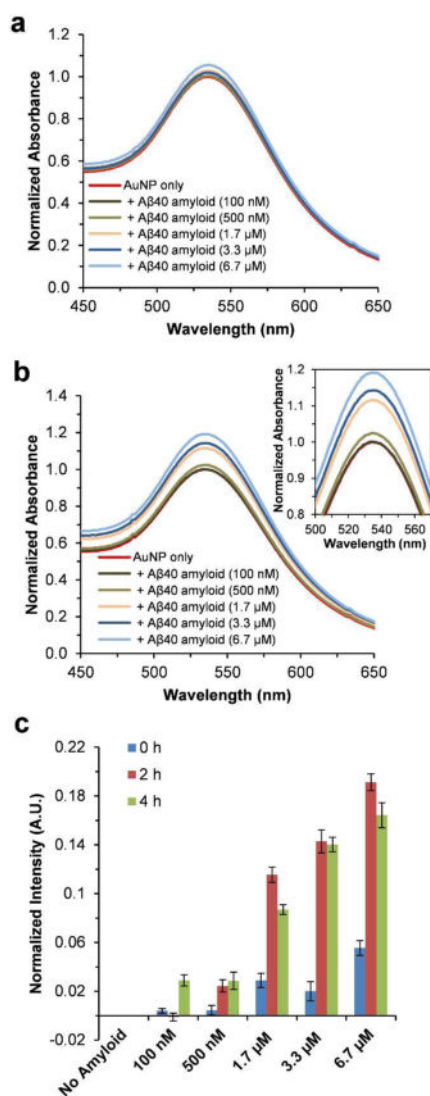 a
Normalized Absorbance
1.2
1.0
0.8
0.6
0.4
0.2
0.0
AuNP only
+ Aβ40 amyloid (100 nM)
+ Aβ40 amyloid (500 nM)
+ Aβ40 amyloid (1.7 µM)
+ Aβ40 amyloid (3.3 µM)
+ Aβ40 amyloid (6.7 µM)
450 500 550 600 650
Wavelength (nm)
b
Normalized Absorbance
1.4
1.2
1.0
0.8
0.6
0.4
0.2
0.0
AuNP only
+ Aβ40 amyloid (100 nM)
+ Aβ40 amyloid (500 nM)
+ Aβ40 amyloid (1.7 µM)
+ Aβ40 amyloid (3.3 µM)
+ Aβ40 amyloid (6.7 µM)
450 500 550 600 650
Wavelength (nm)
Normalized Absorbance
1.2
1.1
1.0
0.9
0.8
500 520 540 560
Wavelength (nm)
c
Normalized Intensity (A.U.)
0.22
0.18
0.14
0.1
0.06
0.02
-0.02
0 h
2 h
4 h
No Amyloid 100 nM 500 nM 1.7 µM 3.3 µM 6.7 µM